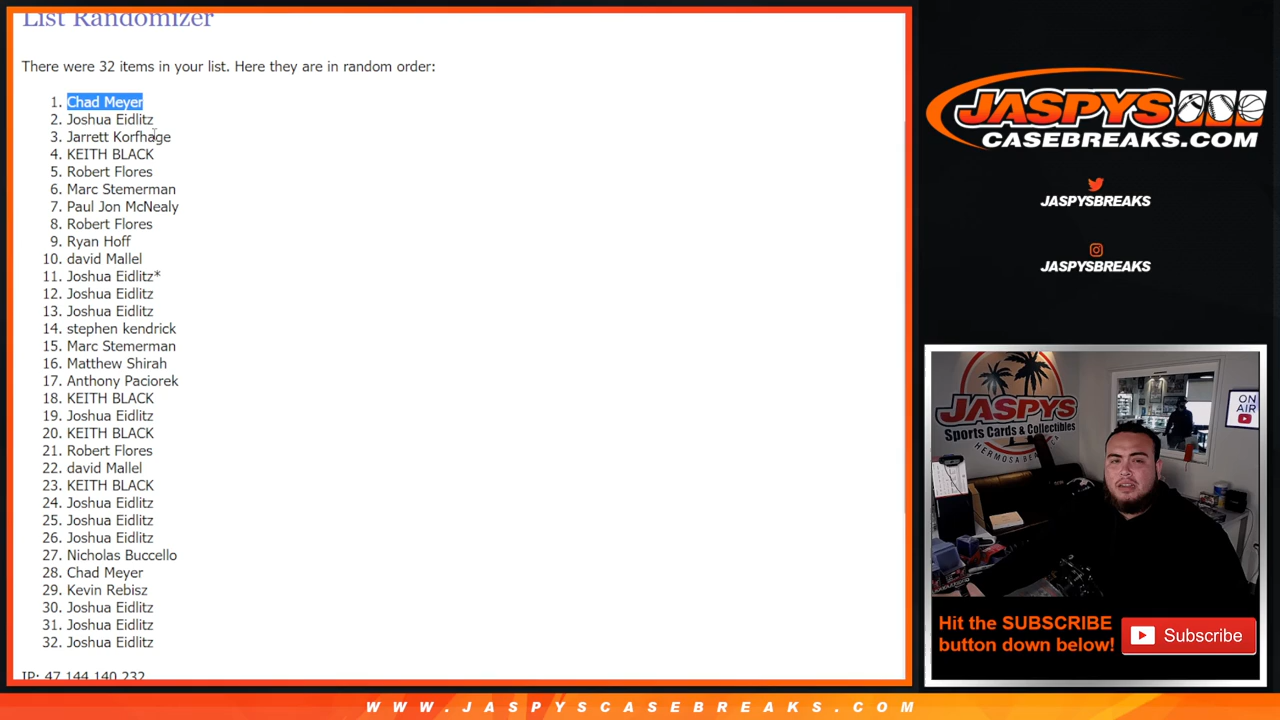 List Randomizer
There were 32 items in your list. Here they are in random order:
1. Chad Meyer
2. Joshua Eidlitz
3. Jarrett Korfhage
4. KEITH BLACK
5. Robert Flores
6. Marc Stemerman
7. Paul Jon McNealy
8. Robert Flores
9. Ryan Hoff
10. david Mallel
11. Joshua Eidlitz*
12. Joshua Eidlitz
13. Joshua Eidlitz
14. stephen kendrick
15. Marc Stemerman
16. Matthew Shirah
17. Anthony Paciorek
18. KEITH BLACK
19. Joshua Eidlitz
20. KEITH BLACK
21. Robert Flores
22. david Mallel
23. KEITH BLACK
24. Joshua Eidlitz
25. Joshua Eidlitz
26. Joshua Eidlitz
27. Nicholas Buccello
28. Chad Meyer
29. Kevin Rebisz
30. Joshua Eidlitz
31. Joshua Eidlitz
32. Joshua Eidlitz
IP: 47.144.140.232
JASPYS
CASEBREAKS.COM
JASPYSBREAKS
JASPYSBREAKS
JASPYS
Sports Cards & Collectibles
ON
AIR
Hit the SUBSCRIBE
button down below!
Subscribe
WWW.JASPYSCASEBREAKS.COM